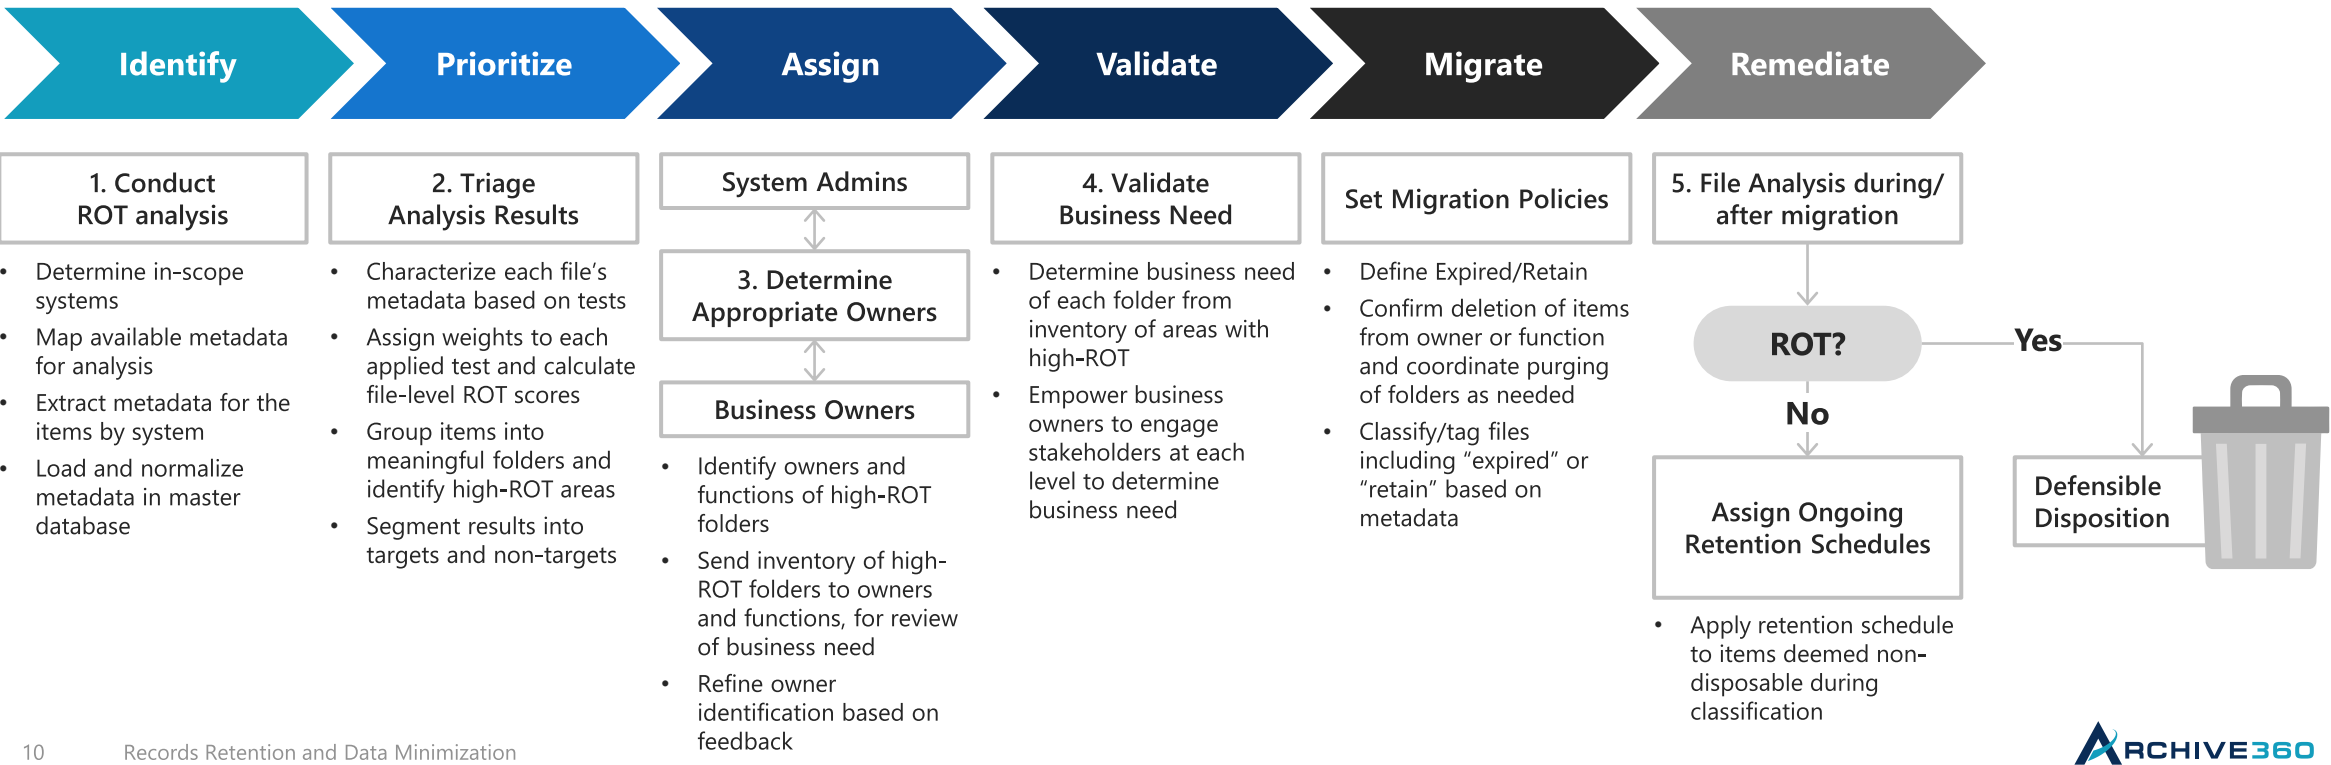 Identify
Prioritize
Assign
Validate
Migrate
Remediate
1. Conduct
ROT analysis
• Determine in-scope
systems
• Map available metadata
for analysis
• Extract metadata for the
items by system
• Load and normalize
metadata in master
database
2. Triage
Analysis Results
• Characterize each file's
metadata based on tests
• Assign weights to each
applied test and calculate
file-level ROT scores
• Group items into
meaningful folders and
identify high-ROT areas
• Segment results into
targets and non-targets
System Admins
3. Determine
Appropriate Owners
Business Owners
• Identify owners and
functions of high-ROT
folders
• Send inventory of high-
ROT folders to owners
and functions, for review
of business need
• Refine owner
identification based on
feedback
4. Validate
Business Need
• Determine business need
of each folder from
inventory of areas with
high-ROT
• Empower business
owners to engage
stakeholders at each
level to determine
business need
Set Migration Policies
• Define Expired/Retain
• Confirm deletion of items
from owner or function
and coordinate purging
of folders as needed
• Classify/tag files
including “expired” or
“retain” based on
metadata
5. File Analysis during/
after migration
ROT?
Yes
No
Defensible
Disposition
Assign Ongoing
Retention Schedules
• Apply retention schedule
to items deemed non-
disposable during
classification
10
Records Retention and Data Minimization
ARCHIVE360